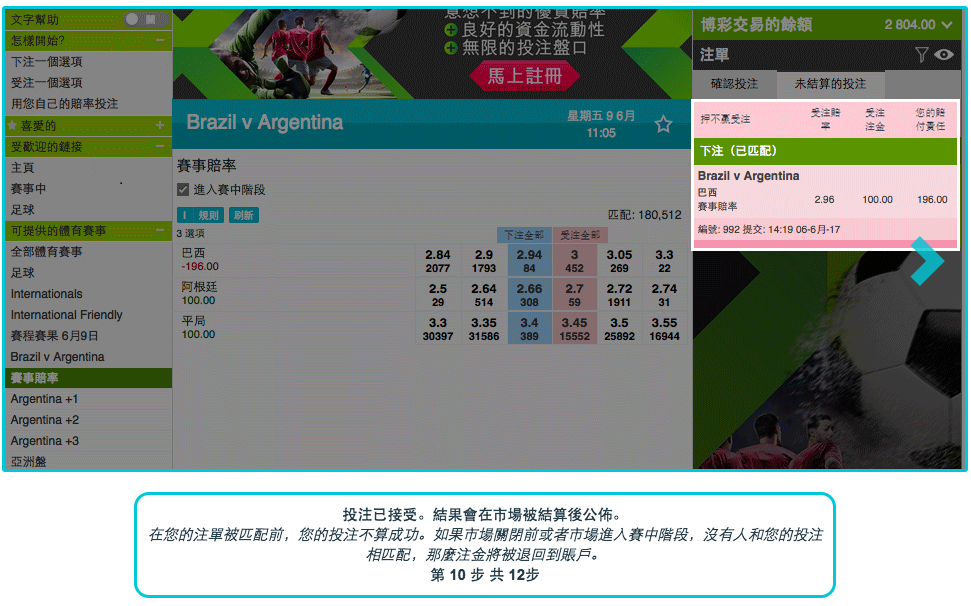 文字幫助
關
怎樣開始?
下注一個選項
受注一個選項
用您自己的賠率投注
喜愛的
受歡迎的鏈接
主頁
賽事中
足球
可提供的體育賽事
全部體育賽事
足球
Internationals
International Friendly
賽程賽果 6月9日
Brazil v Argentina
賽事賠率
Argentina +1
Argentina +2
Argentina +3
亞洲盤
意想不到的優質賠率
良好的資金流動性
無限的投注盤口
馬上註冊
Brazil v Argentina
星期五 9 6月
11:05
賽事賠率
進入賽中階段
規則 刷新
匹配: 180,512
3 選項
下注全部 受注全部
巴西 2.84 2.9 2.94 3 3.05 3.3
-196.00 2077 1793 84 452 269 22
阿根廷 2.5 2.64 2.66 2.7 2.72 2.74
100.00 29 514 308 59 1911 31
平局 3.3 3.35 3.4 3.45 3.5 3.55
100.00 30397 31586 389 15552 25892 16944
博彩交易的餘額 2 804.00
注單
確認投注 未結算的投注
押不贏受注 受注賠率 受注注金 您的賠付責任
下注（已匹配）
Brazil v Argentina
巴西
賽事賠率 2.96 100.00 196.00
編號: 992 提交: 14:19 06-6月-17
投注已接受。結果會在市場被結算後公佈。
在您的注單被匹配前，您的投注不算成功。如果市場關閉前或者市場進入賽中階段，沒有人和您的投注
相匹配，那麼注金將被退回到賬戶。
第 10 步 共 12步